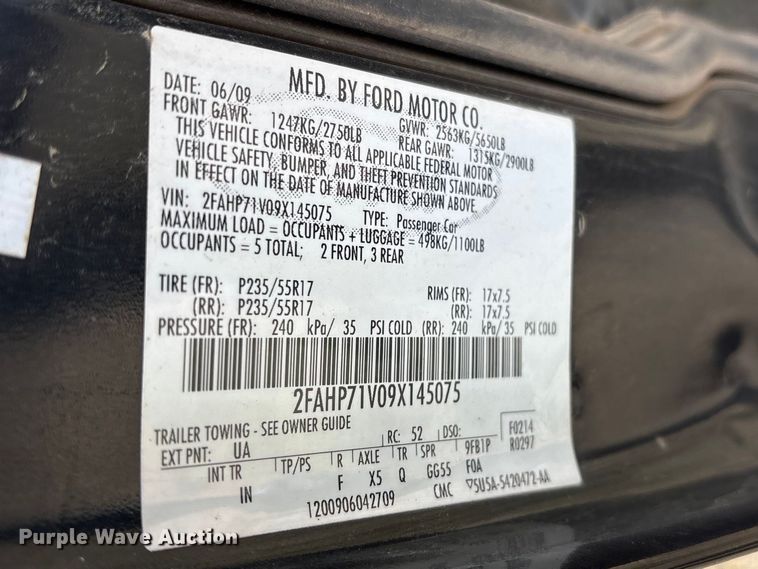 MFD. BY FORD MOTOR CO.
DATE: 06/09 GVWR: 2563KG/5650LB
FRONT GAWR: 1247KG/2750LB REAR GAWR: 1315KG/2900LB
THIS VEHICLE CONFORMS TO ALL APPLICABLE FEDERAL MOTOR
VEHICLE SAFETY, BUMPER, AND THEFT PREVENTION STANDARDS
IN EFFECT ON THE DATE OF MANUFACTURE SHOWN ABOVE.
VIN: 2FAHP71V09X145075 TYPE: Passenger Car
MAXIMUM LOAD = OCCUPANTS + LUGGAGE = 498KG/1100LB
OCCUPANTS = 5 TOTAL; 2 FRONT, 3 REAR
TIRE (FR): P235/55R17 RIMS (FR): 17x7.5
(RR): P235/55R17 (RR): 17x7.5
PRESSURE (FR): 240 kPa/ 35 PSI COLD (RR): 240 kPa/ 35 PSI COLD
2FAHP71V09X145075
TRAILER TOWING - SEE OWNER GUIDE
EXT PNT: UA RC: 52 DSO: F0214
INT TR TP/PS R AXLE TR SPR 9FB1P R0297
IN F X5 Q GG55 F0A
1200906042709 CMC ▽5U5A-5420472-AA
Purple Wave Auction